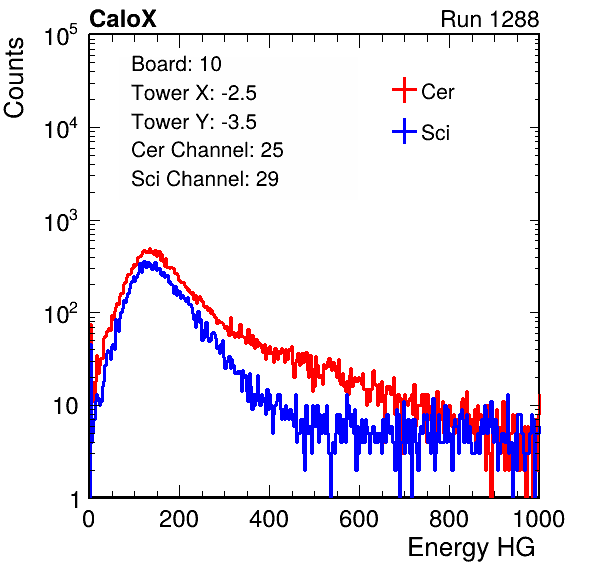 CaloX Run 1288
Counts
Board: 10
Tower X: -2.5
Tower Y: -3.5
Cer Channel: 25
Sci Channel: 29
Cer
Sci
10^5
10^4
10^3
10^2
10
1
0 200 400 600 800 1000
Energy HG